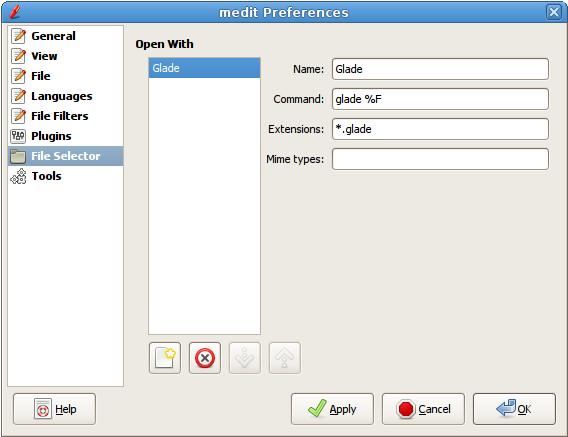 medit Preferences
General
View
File
Languages
File Filters
Plugins
File Selector
Tools
Open With
Glade
Name: Glade
Command: glade %F
Extensions: *.glade
Mime types:
Help
Apply
Cancel
OK